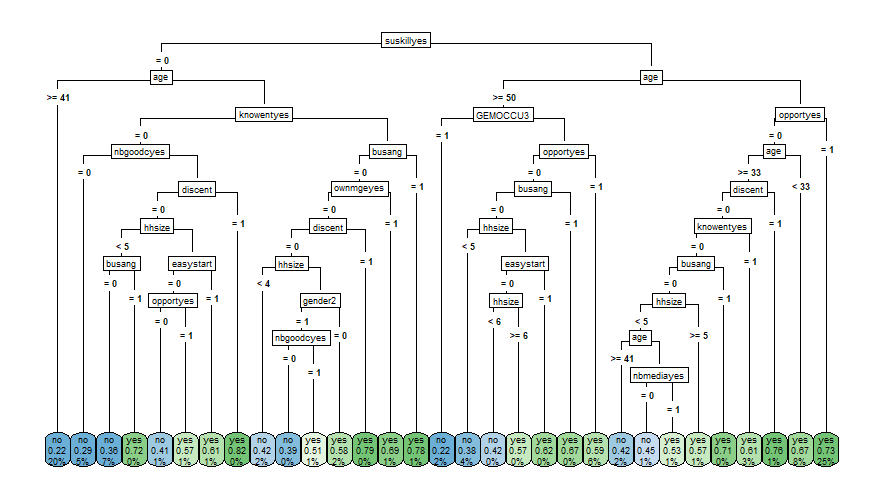 suskillyes
= 0
age age
>= 41 >= 50
knowentyes GEMOCCU3 opportyes
= 0 = 1 = 0
nbgoodcyes busang opportyes age = 1
= 0 = 0 = 0 >= 33
discent ownmgeyes = 1 busang = 1 discent < 33
= 0 = 0 = 0 = 0
hhsize = 1 discent = 1 hhsize = 1 knowentyes = 1
< 5 = 0 < 5 = 0
busang easystart hhsize = 1 easystart busang = 1
= 0 = 0 < 4 = 0 = 0
= 1 opportyes = 1 gender2 hhsize = 1 hhsize = 1
= 0 = 1 < 6 < 5
= 1 nbgoodcyes = 0 >= 6 age >= 5
= 0 >= 41
= 1 nbmediayes
= 0
= 1
no no no yes no yes yes yes no no yes yes yes yes yes no no no yes yes yes yes no no yes yes yes yes yes yes yes
0.22 0.29 0.36 0.72 0.41 0.57 0.61 0.82 0.42 0.39 0.51 0.58 0.79 0.69 0.78 0.22 0.38 0.42 0.57 0.62 0.67 0.59 0.42 0.45 0.53 0.57 0.71 0.61 0.76 0.67 0.73
20% 5% 7% 0% 1% 1% 1% 0% 2% 0% 1% 2% 0% 1% 1% 2% 4% 0% 0% 0% 0% 6% 2% 1% 1% 1% 0% 3% 1% 8% 25%